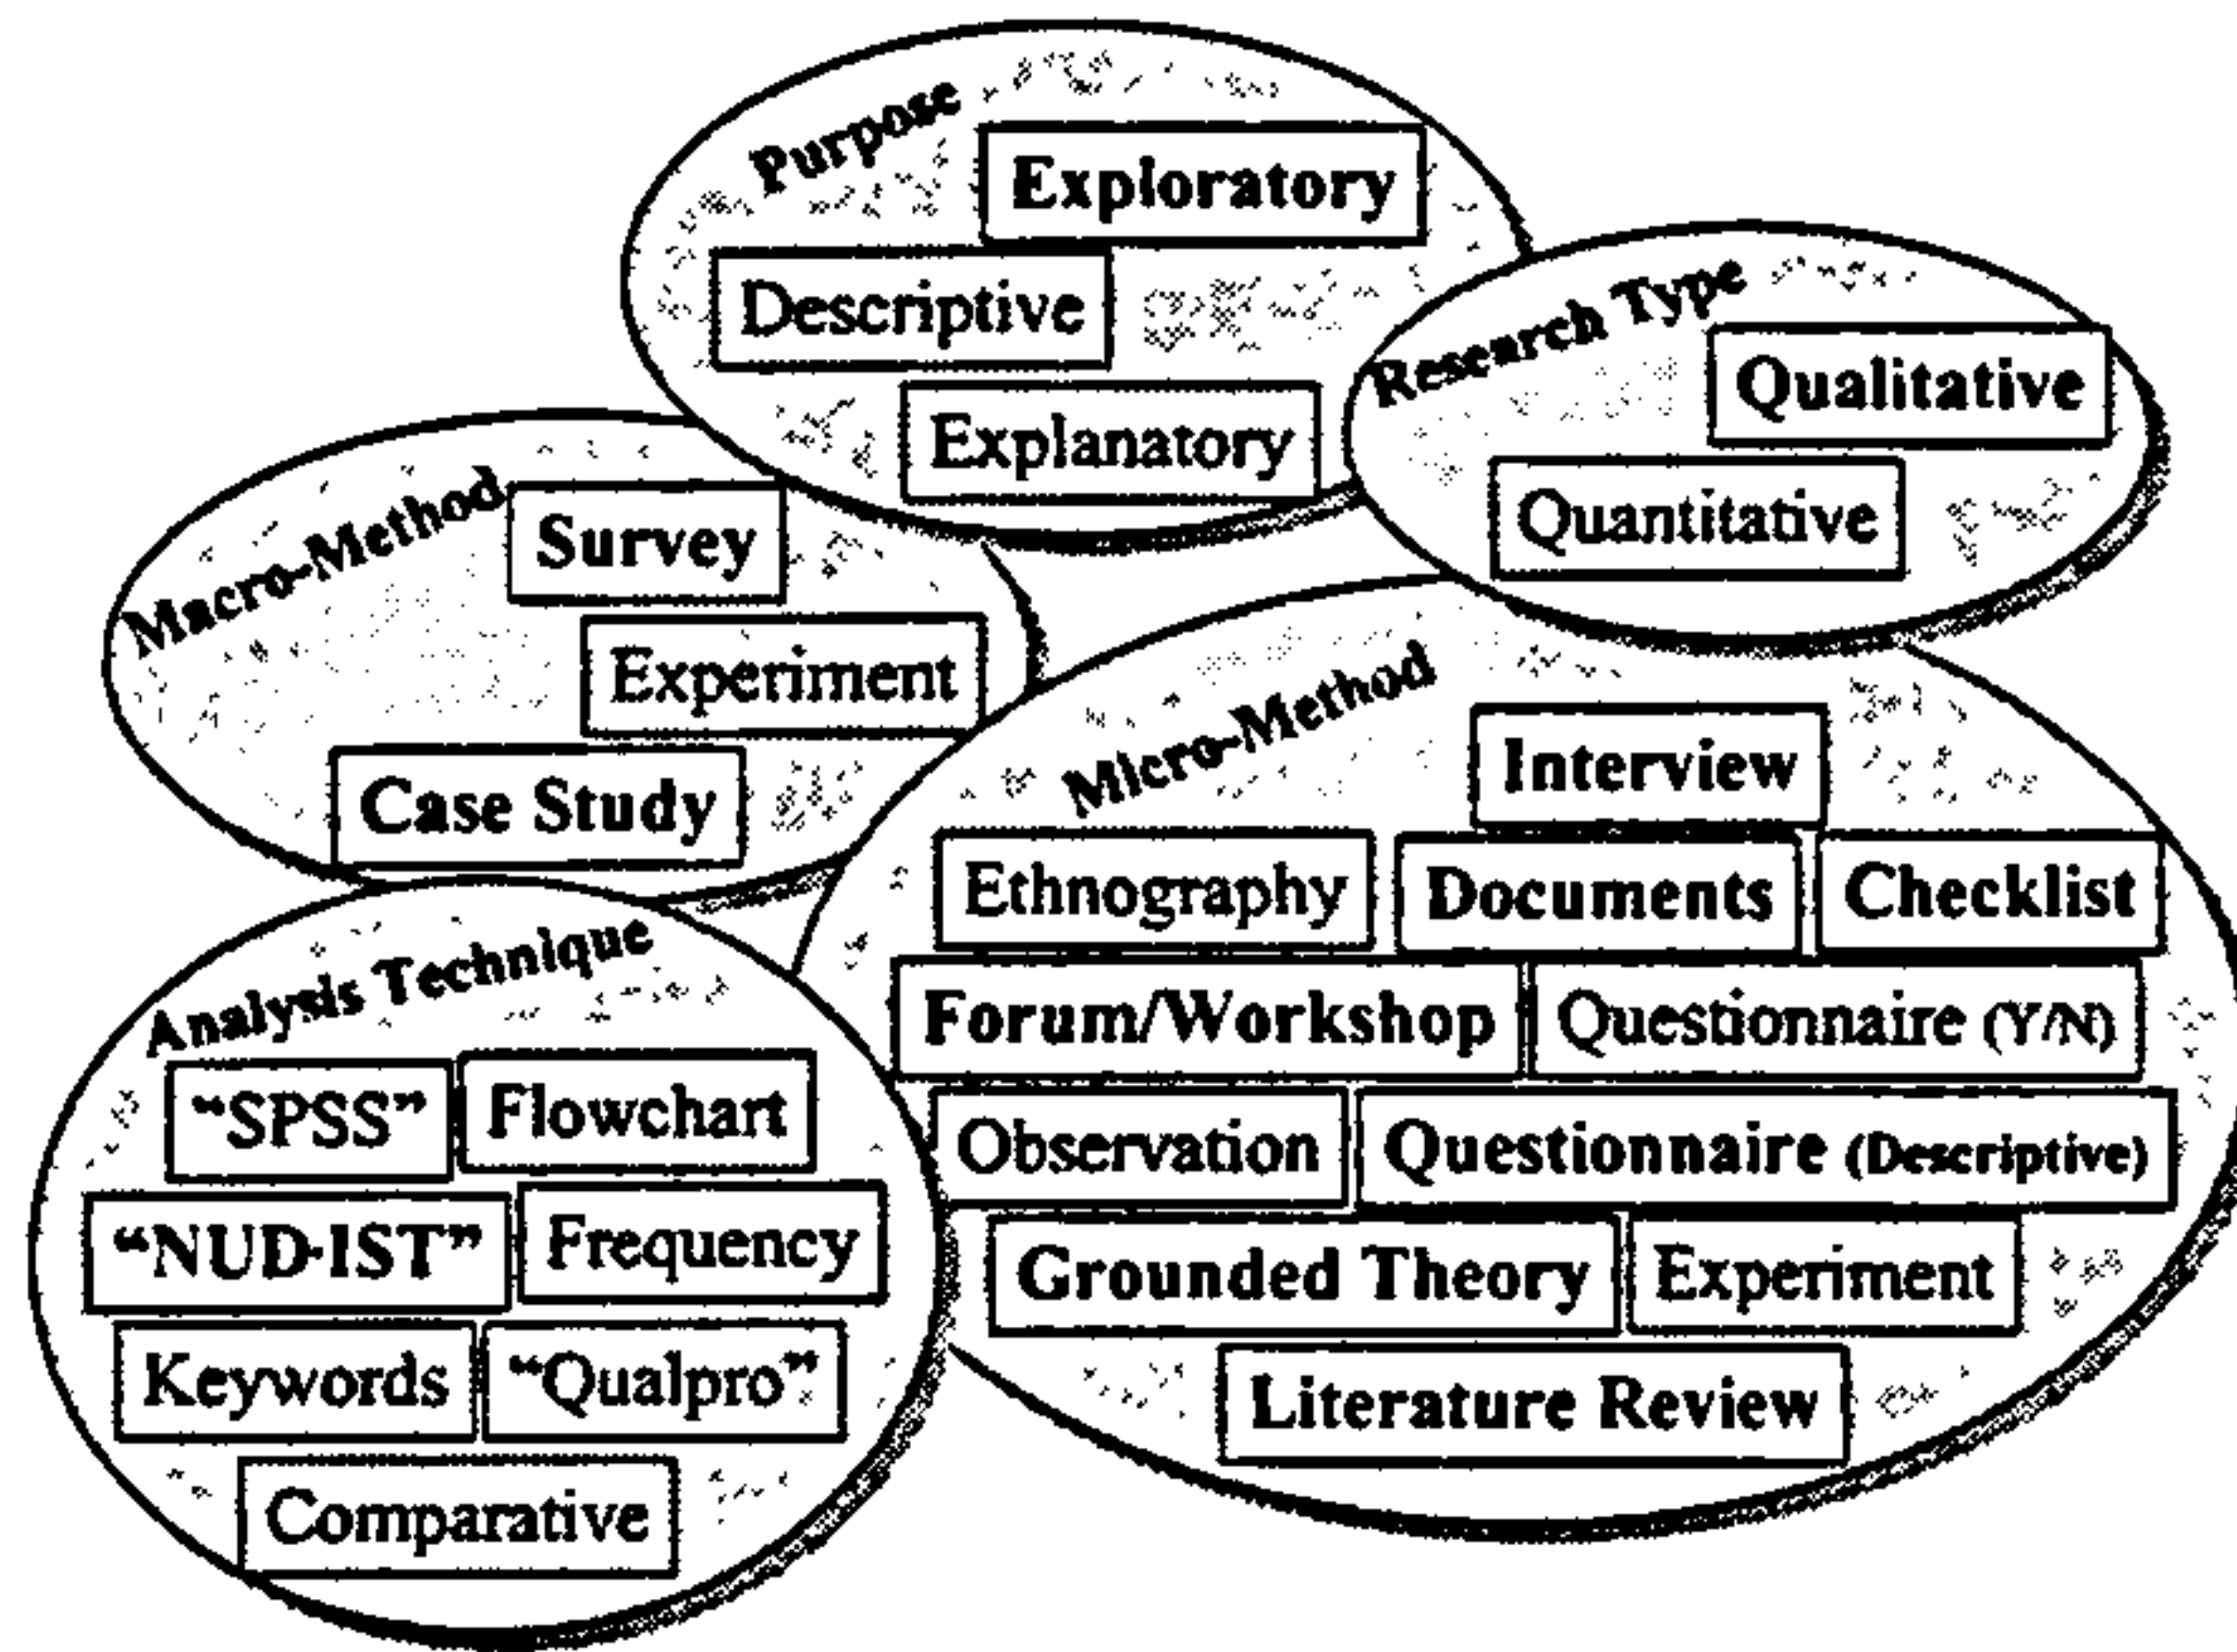 Purpose
Exploratory
Descriptive
Explanatory
Research Type
Qualitative
Quantitative
Macro-Method
Survey
Experiment
Case Study
Micro-Method
Interview
Ethnography Documents Checklist
Forum/Workshop Questionnaire (Y/N)
Observation Questionnaire (Descriptive)
Grounded Theory Experiment
Literature Review
Analysis Technique
“SPSS” Flowchart
“NUD·IST” Frequency
Keywords “Qualpro”
Comparative